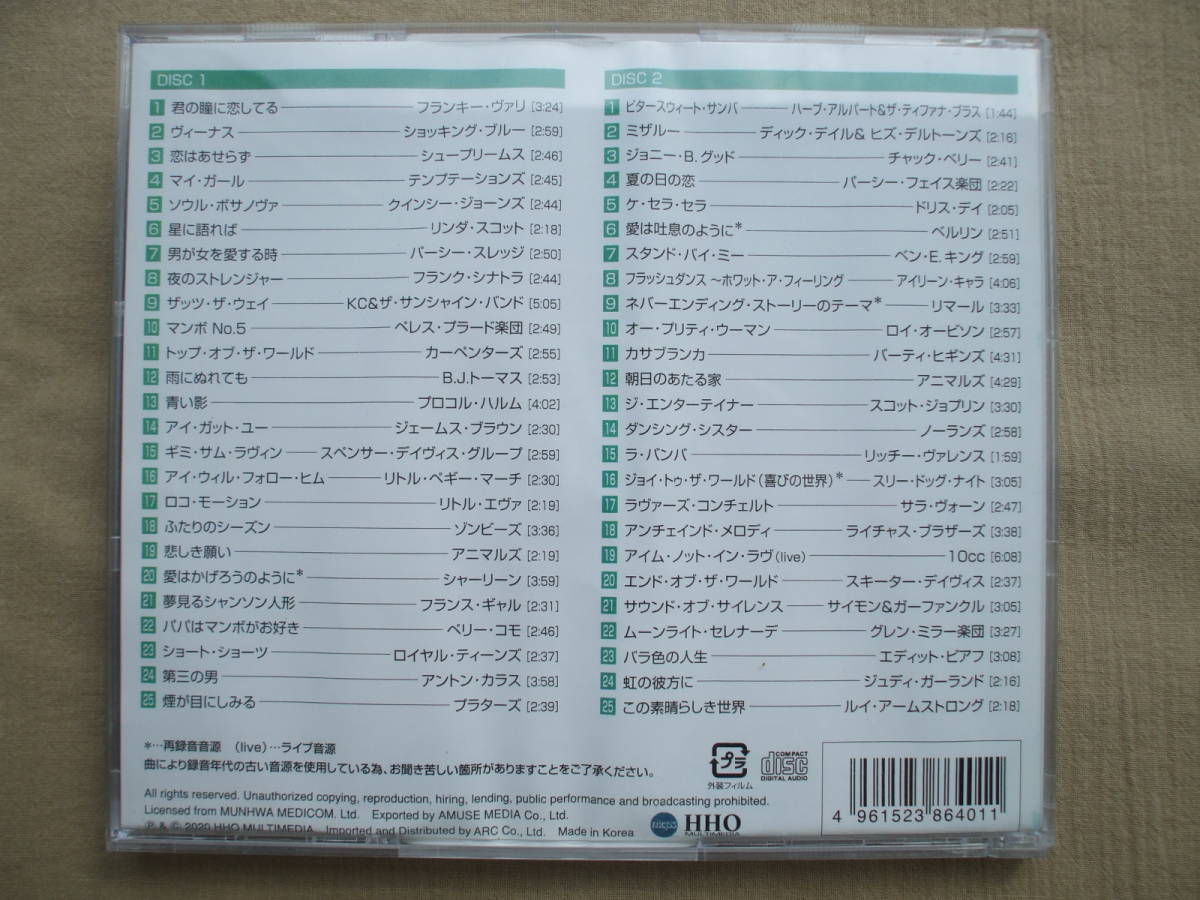 DISC 1
1 君の瞳に恋してる フランキー・ヴァリ [3:24]
2 ヴィーナス ショッキング・ブルー [2:59]
3 恋はあせらず シュープリームス [2:46]
4 マイ・ガール テンプテーションズ [2:45]
5 ソウル・ボサノヴァ クインシー・ジョーンズ [2:44]
6 星に語れば リンダ・スコット [2:18]
7 男が女を愛する時 パーシー・スレッジ [2:50]
8 夜のストレンジャー フランク・シナトラ [2:44]
9 ザッツ・ザ・ウェイ KC&ザ・サンシャイン・バンド [5:05]
10 マンボ No.5 ペレス・プラード楽団 [2:49]
11 トップ・オブ・ザ・ワールド カーペンターズ [2:55]
12 雨にぬれても B.J.トーマス [2:53]
13 青い影 プロコル・ハルム [4:02]
14 アイ・ガット・ユー ジェームス・ブラウン [2:30]
15 ギミ・サム・ラヴィン スペンサー・デイヴィス・グループ [2:59]
16 アイ・ウィル・フォロー・ヒム リトル・ペギー・マーチ [2:30]
17 ロコ・モーション リトル・エヴァ [2:19]
18 ふたりのシーズン ゾンビーズ [3:36]
19 悲しき願い アニマルズ [2:19]
20 愛はかげろうのように* シャーリーン [3:59]
21 夢見るシャンソン人形 フランス・ギャル [2:31]
22 パパはマンボがお好き ペリー・コモ [2:46]
23 ショート・ショーツ ロイヤル・ティーンズ [2:37]
24 第三の男 アントン・カラス [3:58]
25 煙が目にしみる プラターズ [2:39]
DISC 2
1 ビタースウィート・サンバ ハーブ・アルパート&ザ・ティファナ・ブラス [1:44]
2 ミザルー ディック・デイル& ヒズ・デルトーンズ [2:16]
3 ジョニー・B.グッド チャック・ベリー [2:41]
4 夏の日の恋 パーシー・フェイス楽団 [2:22]
5 ケ・セラ・セラ ドリス・デイ [2:05]
6 愛は吐息のように* ベルリン [2:51]
7 スタンド・バイ・ミー ベン・E.キング [2:59]
8 フラッシュダンス ～ホワット・ア・フィーリング アイリーン・キャラ [4:06]
9 ネバーエンディング・ストーリーのテーマ* リマール [3:33]
10 オー・プリティ・ウーマン ロイ・オービソン [2:57]
11 カサブランカ バーティ・ヒギンズ [4:31]
12 朝日のあたる家 アニマルズ [4:29]
13 ジ・エンターテイナー スコット・ジョプリン [3:30]
14 ダンシング・シスター ノーランズ [2:58]
15 ラ・バンバ リッチー・ヴァレンス [1:59]
16 ジョイ・トゥ・ザ・ワールド（喜びの世界）* スリー・ドッグ・ナイト [3:05]
17 ラヴァーズ・コンチェルト サラ・ヴォーン [2:47]
18 アンチェインド・メロディ ライチャス・ブラザーズ [3:38]
19 アイム・ノット・イン・ラヴ(live) 10cc [6:08]
20 エンド・オブ・ザ・ワールド スキーター・デイヴィス [2:37]
21 サウンド・オブ・サイレンス サイモン&ガーファンクル [3:05]
22 ムーンライト・セレナーデ グレン・ミラー楽団 [3:27]
23 バラ色の人生 エディット・ピアフ [3:08]
24 虹の彼方に ジュディ・ガーランド [2:16]
25 この素晴らしき世界 ルイ・アームストロング [2:18]
*…再録音音源　(live)…ライブ音源
曲により録音年代の古い音源を使用している為、お聞き苦しい箇所がありますことをご了承ください。
プラ
外装フィルム
COMPACT
disc
DIGITAL AUDIO
All rights reserved. Unauthorized copying, reproduction, hiring, lending, public performance and broadcasting prohibited.
Licensed from MUNHWA MEDICOM. Ltd. Exported by AMUSE MEDIA Co., Ltd.
℗ & © 2020 HHO MULTIMEDIA Imported and Distributed by ARC Co., Ltd. Made in Korea
mcps
HHO
MULTIMEDIA
4 961523 864011